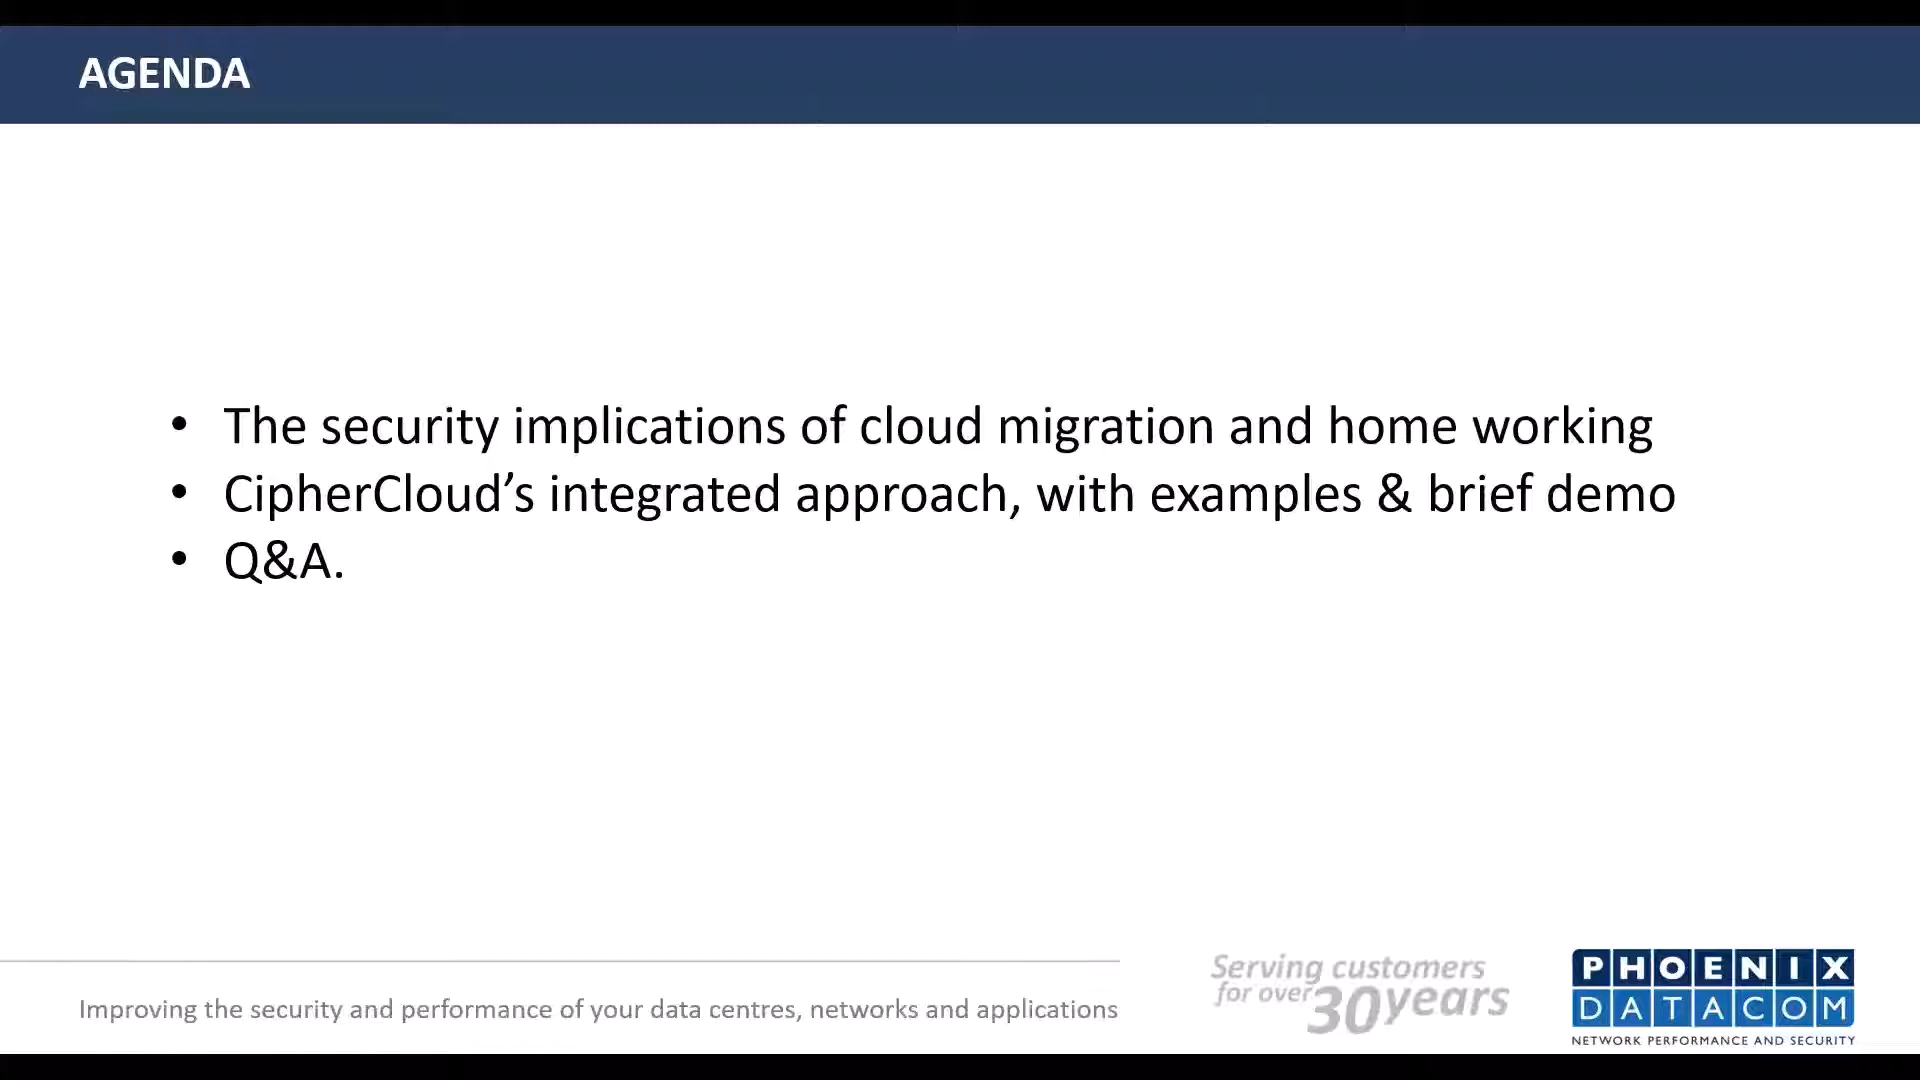 AGENDA
• The security implications of cloud migration and home working
• CipherCloud’s integrated approach, with examples & brief demo
• Q&A.
Improving the security and performance of your data centres, networks and applications
Serving customers
for over 30 years
PHOENIX
DATACOM
NETWORK PERFORMANCE AND SECURITY